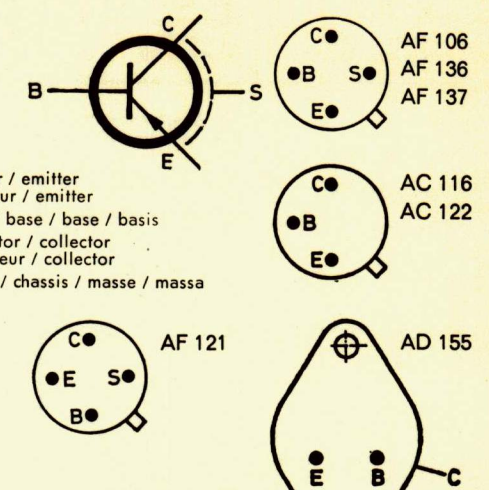 C
B
S
E
C
B S
E
AF 106
AF 136
AF 137
/ emitter
ur / emitter
base / base / basis
tor / collector
eur / collector
/ chassis / masse / massa
C
B
E
AC 116
AC 122
C
E S
B
AF 121
AD 155
E B
C